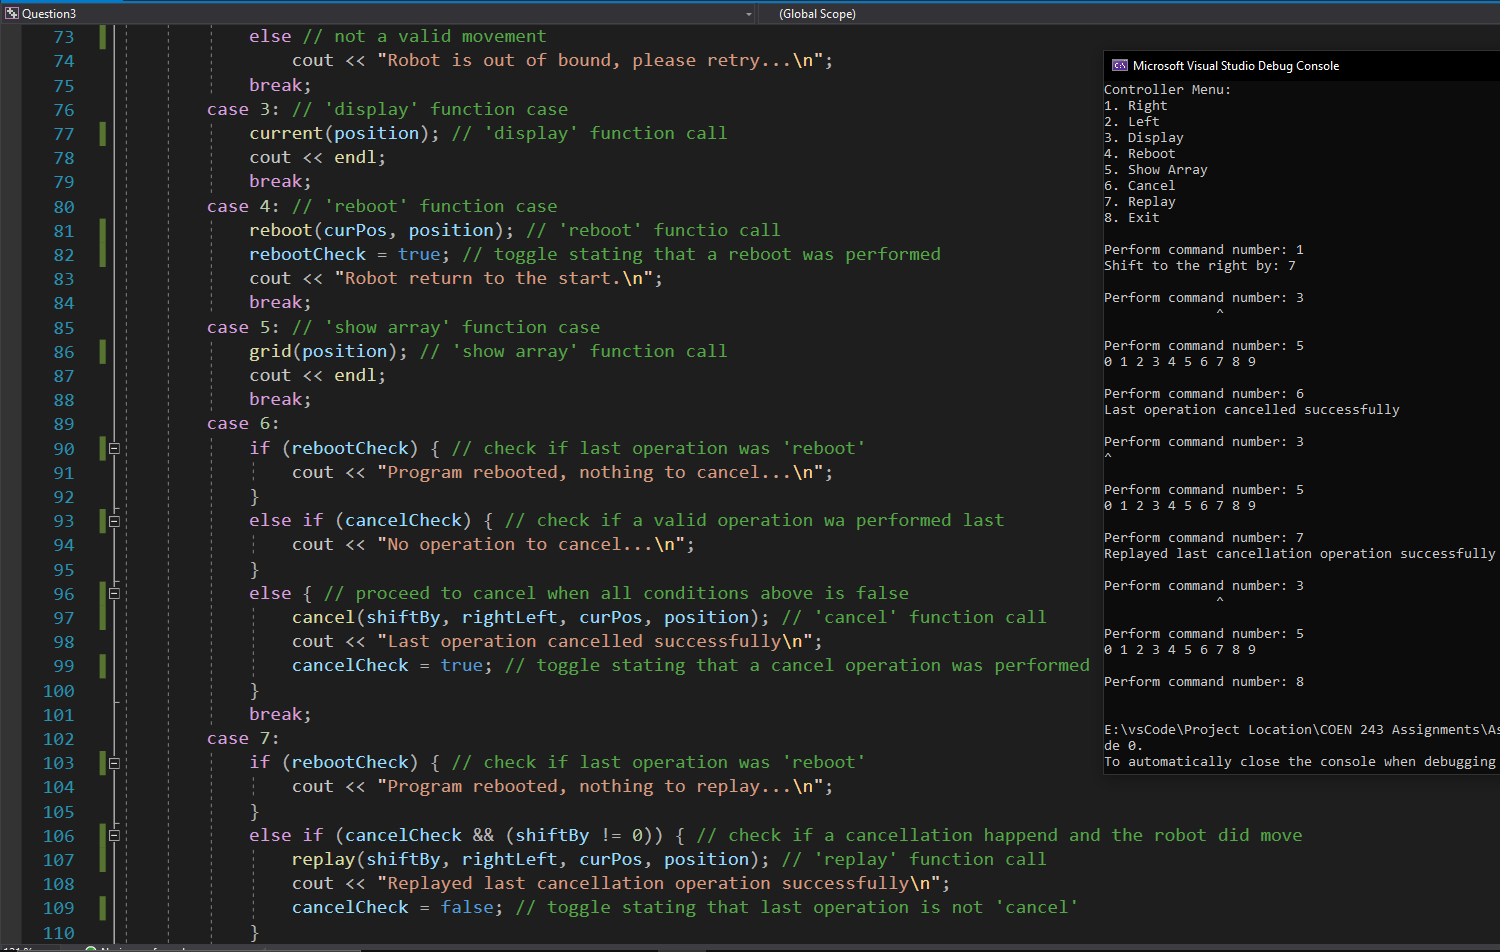 Question3
(Global Scope)
73 else // not a valid movement
74 cout << "Robot is out of bound, please retry...\n";
75 break;
76 case 3: // 'display' function case
77 current(position); // 'display' function call
78 cout << endl;
79 break;
80 case 4: // 'reboot' function case
81 reboot(curPos, position); // 'reboot' functio call
82 rebootCheck = true; // toggle stating that a reboot was performed
83 cout << "Robot return to the start.\n";
84 break;
85 case 5: // 'show array' function case
86 grid(position); // 'show array' function call
87 cout << endl;
88 break;
89 case 6:
90 if (rebootCheck) { // check if last operation was 'reboot'
91 cout << "Program rebooted, nothing to cancel...\n";
92 }
93 else if (cancelCheck) { // check if a valid operation wa performed last
94 cout << "No operation to cancel...\n";
95 }
96 else { // proceed to cancel when all conditions above is false
97 cancel(shiftBy, rightLeft, curPos, position); // 'cancel' function call
98 cout << "Last operation cancelled successfully\n";
99 cancelCheck = true; // toggle stating that a cancel operation was performed
100 }
101 break;
102 case 7:
103 if (rebootCheck) { // check if last operation was 'reboot'
104 cout << "Program rebooted, nothing to replay...\n";
105 }
106 else if (cancelCheck && (shiftBy != 0)) { // check if a cancellation happend and the robot did move
107 replay(shiftBy, rightLeft, curPos, position); // 'replay' function call
108 cout << "Replayed last cancellation operation successfully\n";
109 cancelCheck = false; // toggle stating that last operation is not 'cancel'
110 }
Microsoft Visual Studio Debug Console
Controller Menu:
1. Right
2. Left
3. Display
4. Reboot
5. Show Array
6. Cancel
7. Replay
8. Exit
Perform command number: 1
Shift to the right by: 7
Perform command number: 3
^
Perform command number: 5
0 1 2 3 4 5 6 7 8 9
Perform command number: 6
Last operation cancelled successfully
Perform command number: 3
^
Perform command number: 5
0 1 2 3 4 5 6 7 8 9
Perform command number: 7
Replayed last cancellation operation successfully
Perform command number: 3
^
Perform command number: 5
0 1 2 3 4 5 6 7 8 9
Perform command number: 8
E:\vsCode\Project Location\COEN 243 Assignments\As
de 0.
To automatically close the console when debugging